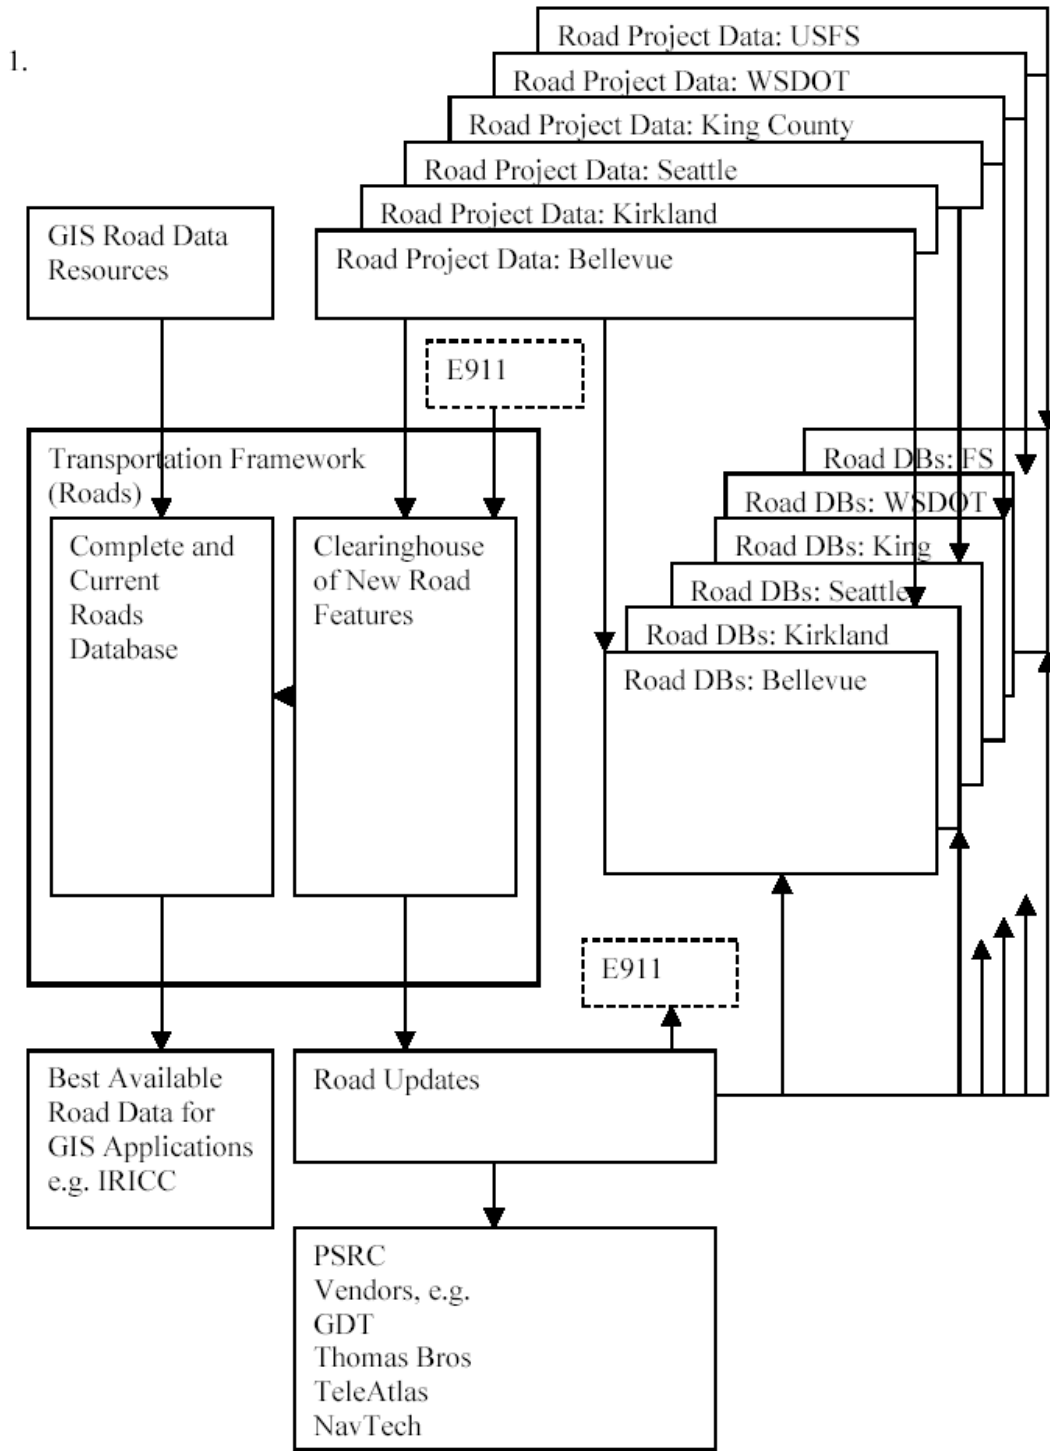 1.
Road Project Data: USFS
Road Project Data: WSDOT
Road Project Data: King County
Road Project Data: Seattle
Road Project Data: Kirkland
Road Project Data: Bellevue
GIS Road Data
Resources
E911
Transportation Framework
(Roads)
Complete and
Current
Roads
Database
Clearinghouse
of New Road
Features
Road DBs: FS
Road DBs: WSDOT
Road DBs: King
Road DBs: Seattle
Road DBs: Kirkland
Road DBs: Bellevue
E911
Best Available
Road Data for
GIS Applications
e.g. IRICC
Road Updates
PSRC
Vendors, e.g.
GDT
Thomas Bros
TeleAtlas
NavTech